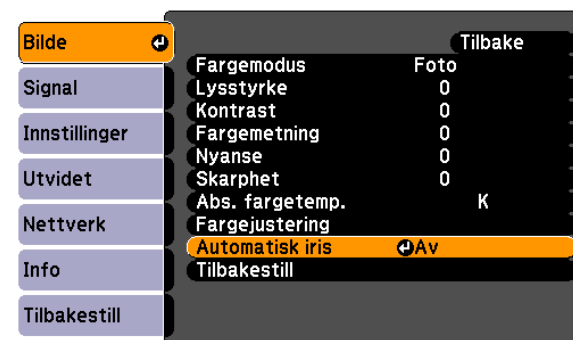 Bilde
Signal
Innstillinger
Utvidet
Nettverk
Info
Tilbakestill
Tilbake
Fargemodus Foto
Lysstyrke 0
Kontrast 0
Fargemetning 0
Nyanse 0
Skarphet 0
Abs. fargetemp. K
Fargejustering
Automatisk iris Av
Tilbakestill